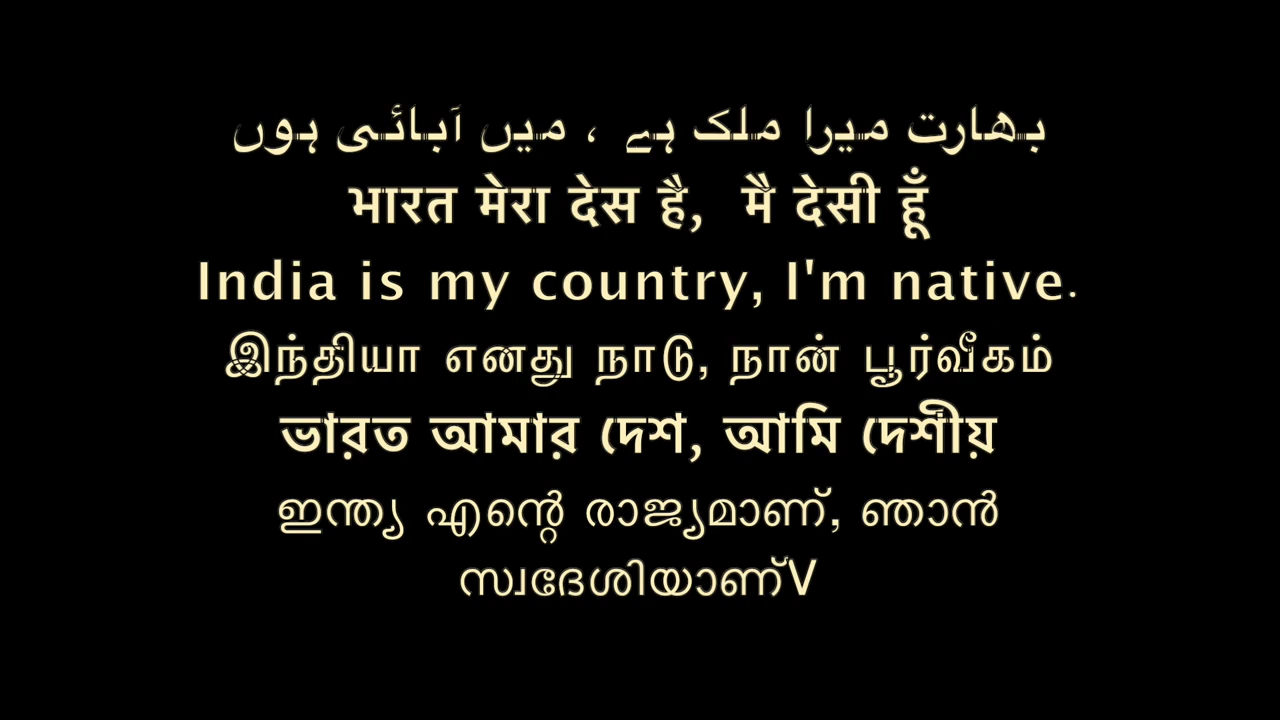 بھارت میرا ملک ہے ، میں آبائی ہوں
भारत मेरा देस है, मै देसी हूँ
India is my country, I'm native.
இந்தியா எனது நாடு, நான் பூர்வீகம்
ভারত আমার দেশ, আমি দেশীয়
ഇന്ത്യ എന്റെ രാജ്യമാണ്, ഞാൻ
സ്വദേശിയാണ്V